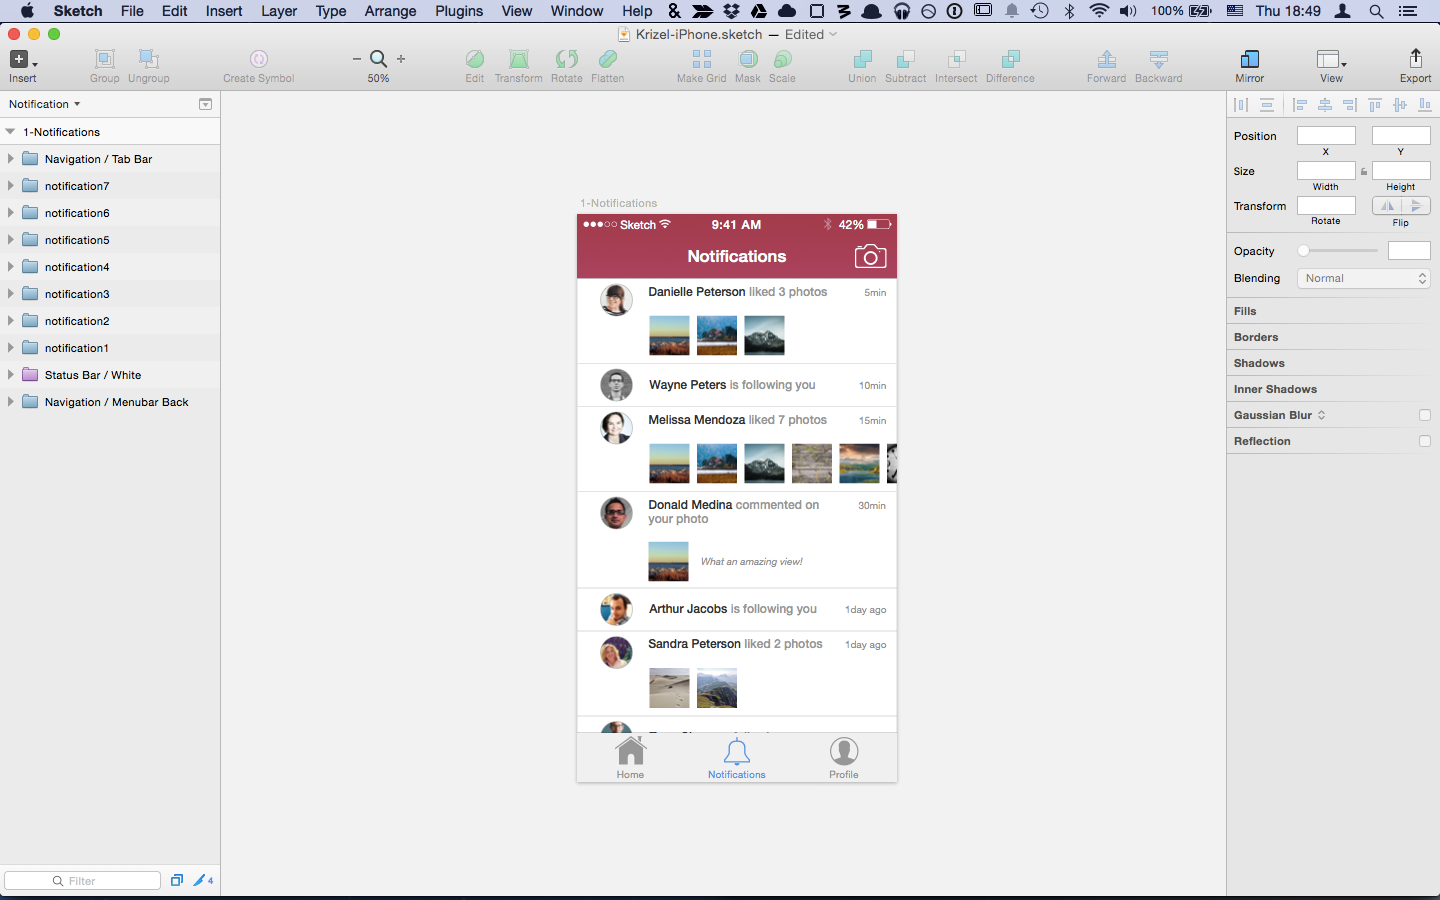 Sketch File Edit Insert Layer Type Arrange Plugins View Window Help 100% Thu 18:49
Krizel-iPhone.sketch — Edited
Insert Group Ungroup Create Symbol 50% Edit Transform Rotate Flatten Make Grid Mask Scale Union Subtract Intersect Difference Forward Backward Mirror View Export
Notification
1-Notifications
Navigation / Tab Bar
notification7
notification6
notification5
notification4
notification3
notification2
notification1
Status Bar / White
Navigation / Menubar Back
Filter 4
1-Notifications
Sketch 9:41 AM 42%
Notifications
Danielle Peterson liked 3 photos 5min
Wayne Peters is following you 10min
Melissa Mendoza liked 7 photos 15min
Donald Medina commented on 30min
your photo
What an amazing view!
Arthur Jacobs is following you 1day ago
Sandra Peterson liked 2 photos 1day ago
Home Notifications Profile
Position
X Y
Size
Width Height
Transform
Rotate Flip
Opacity
Blending Normal
Fills
Borders
Shadows
Inner Shadows
Gaussian Blur
Reflection